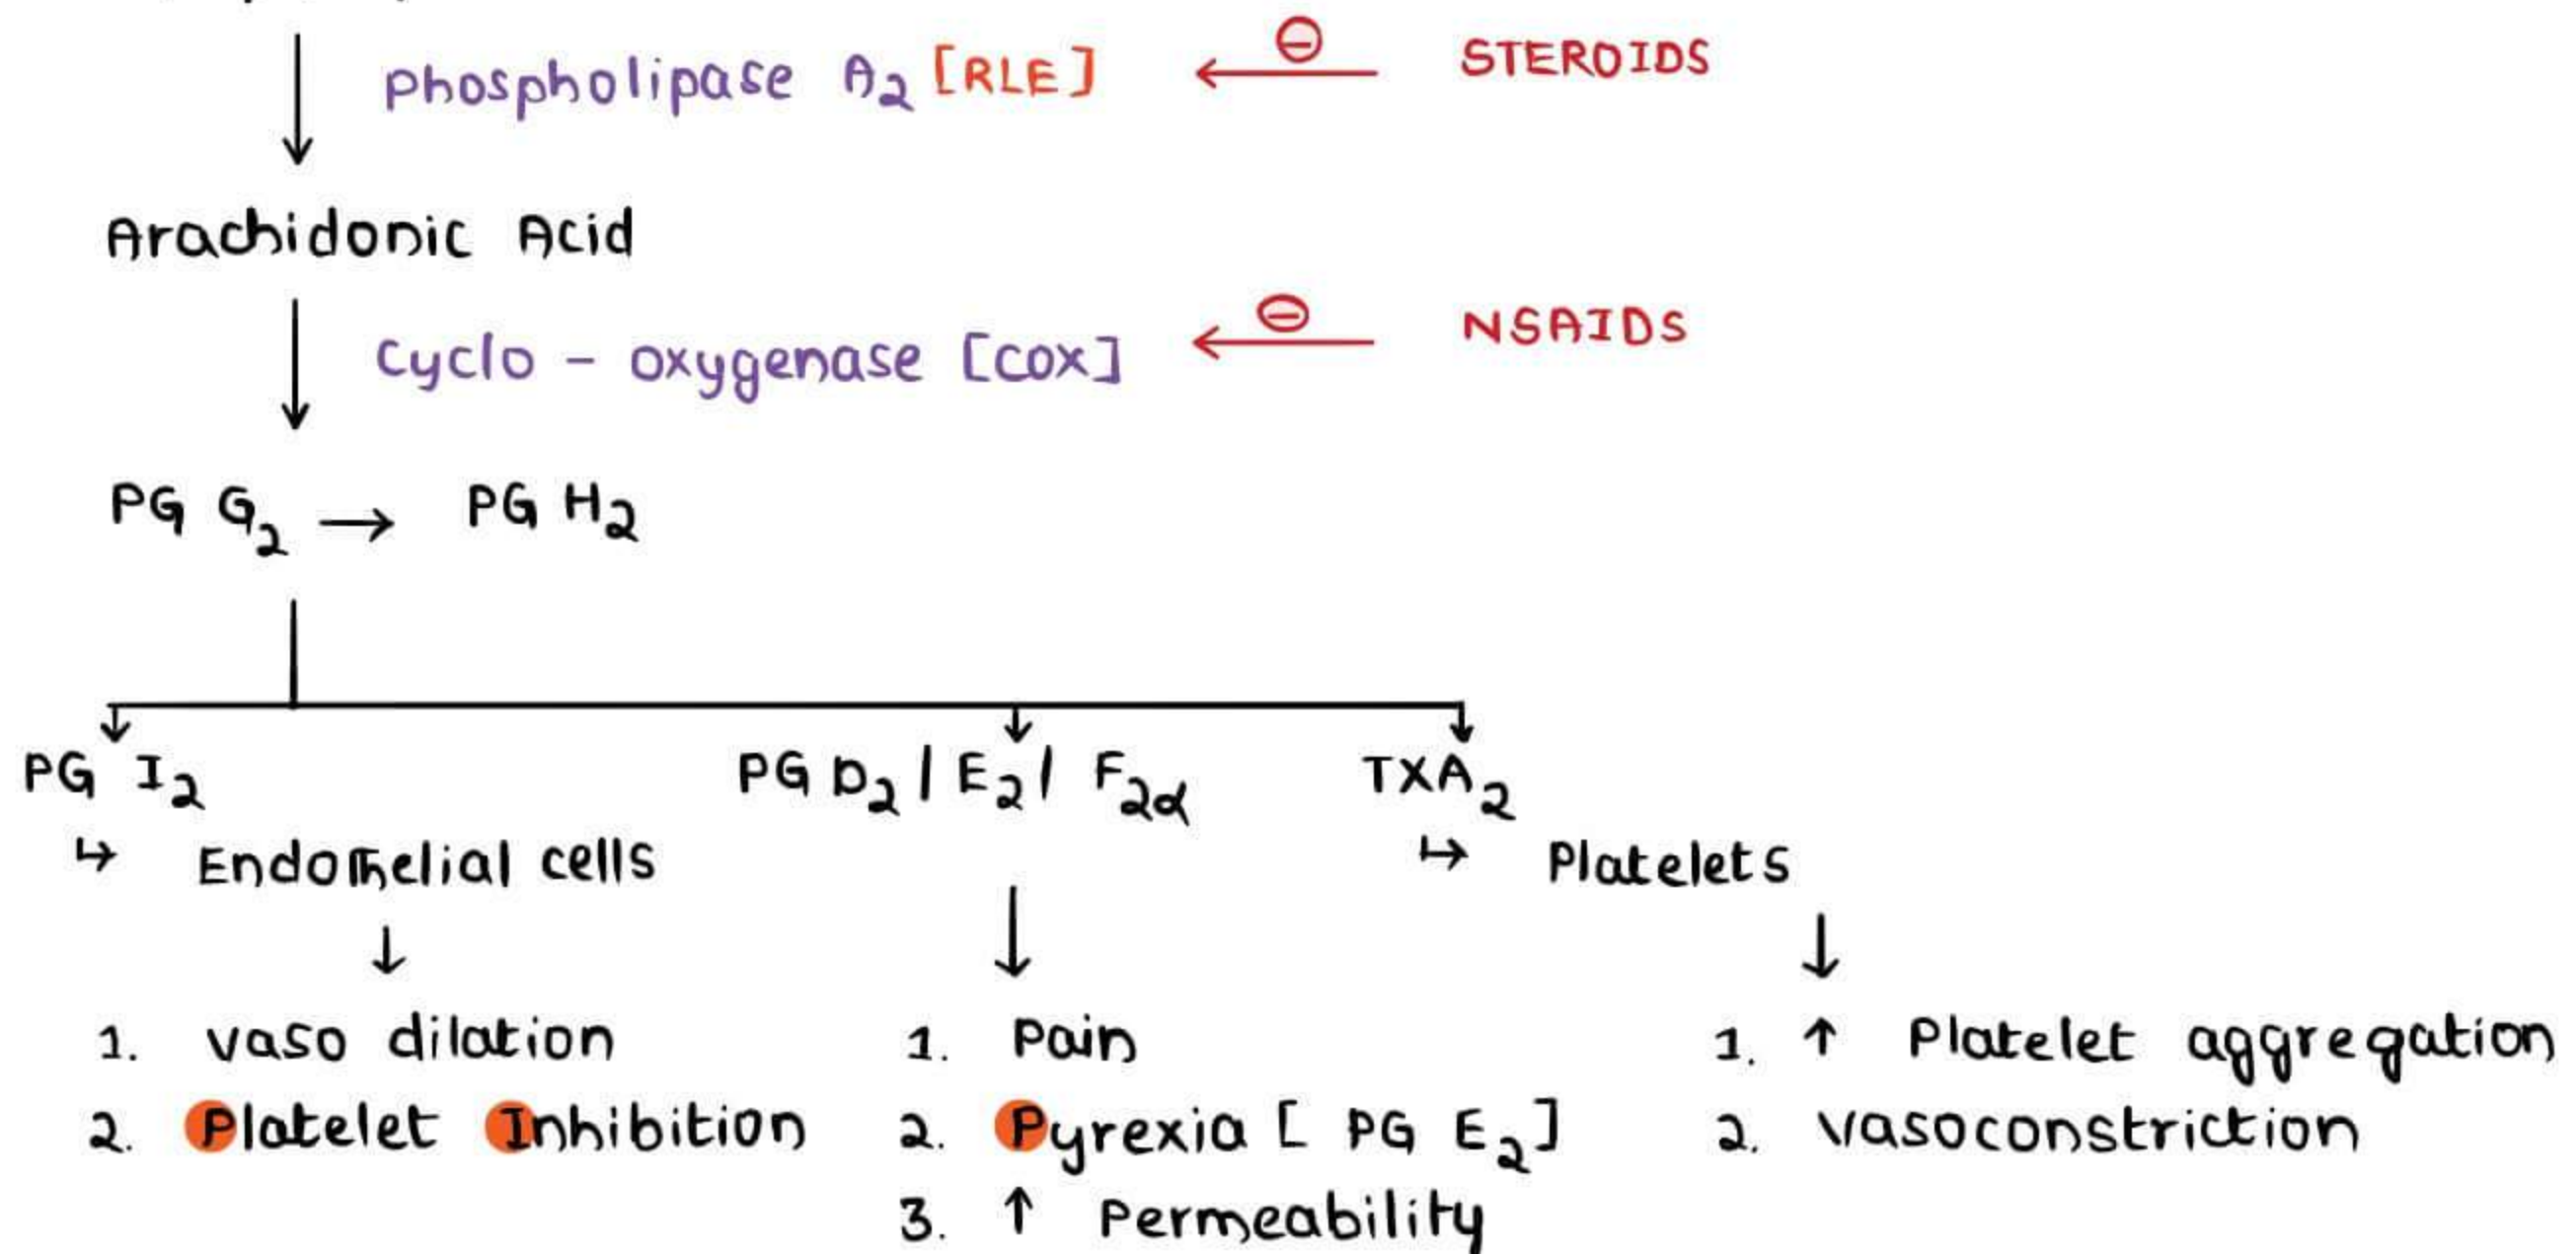 Phospholipase A2 [RLE] ← ⊖ STEROIDS
Arachidonic Acid
Cyclo - oxygenase [COX] ← ⊖ NSAIDS
PG G2 → PG H2
PG I2 PG D2 / E2 / F2α TXA2
↳ Endothelial cells ↳ Platelets
1. vaso dilation 1. Pain 1. ↑ Platelet aggregation
2. Platelet Inhibition 2. Pyrexia [ PG E2 ] 2. vasoconstriction
3. ↑ Permeability